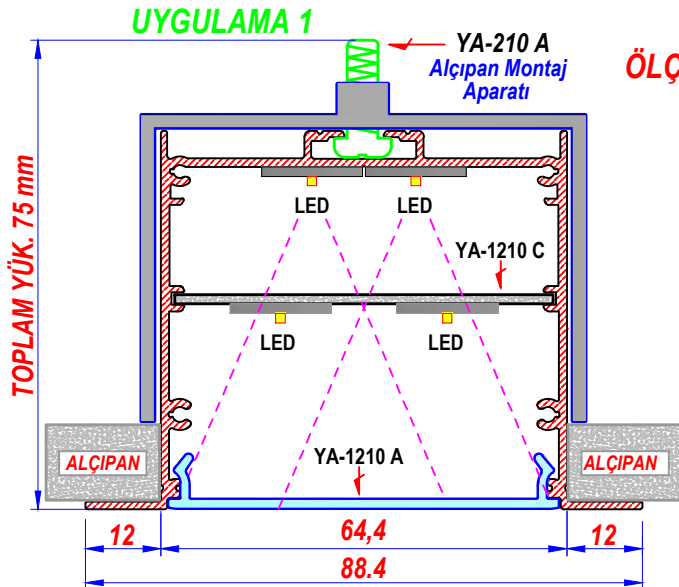 UYGULAMA 1
YA-210 A
Alçıpan Montaj
Aparatı
ÖLÇ
TOPLAM YÜK. 75 mm
LED LED
YA-1210 C
LED LED
YA-1210 A
ALÇIPAN ALÇIPAN
12 64,4 12
88.4